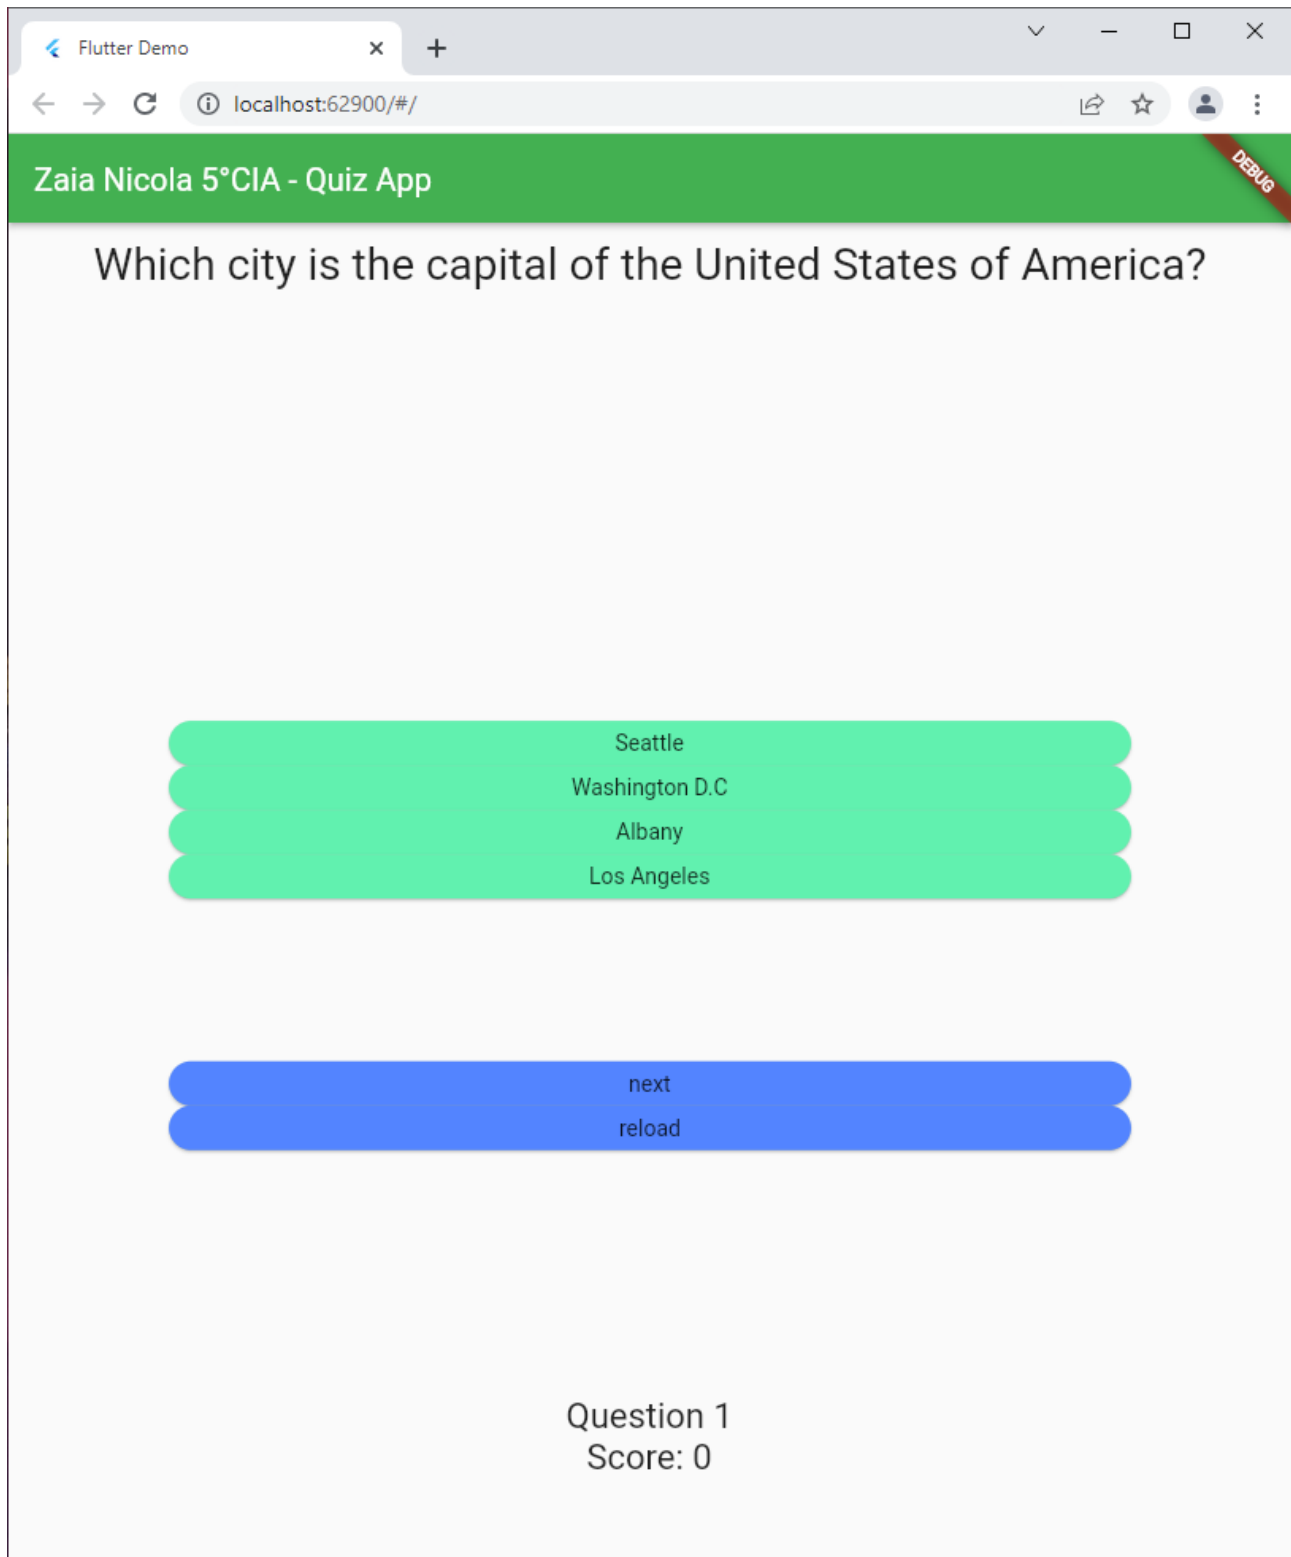 Flutter Demo
localhost:62900/#/
Zaia Nicola 5°CIA - Quiz App
DEBUG
Which city is the capital of the United States of America?
Seattle
Washington D.C
Albany
Los Angeles
next
reload
Question 1
Score: 0